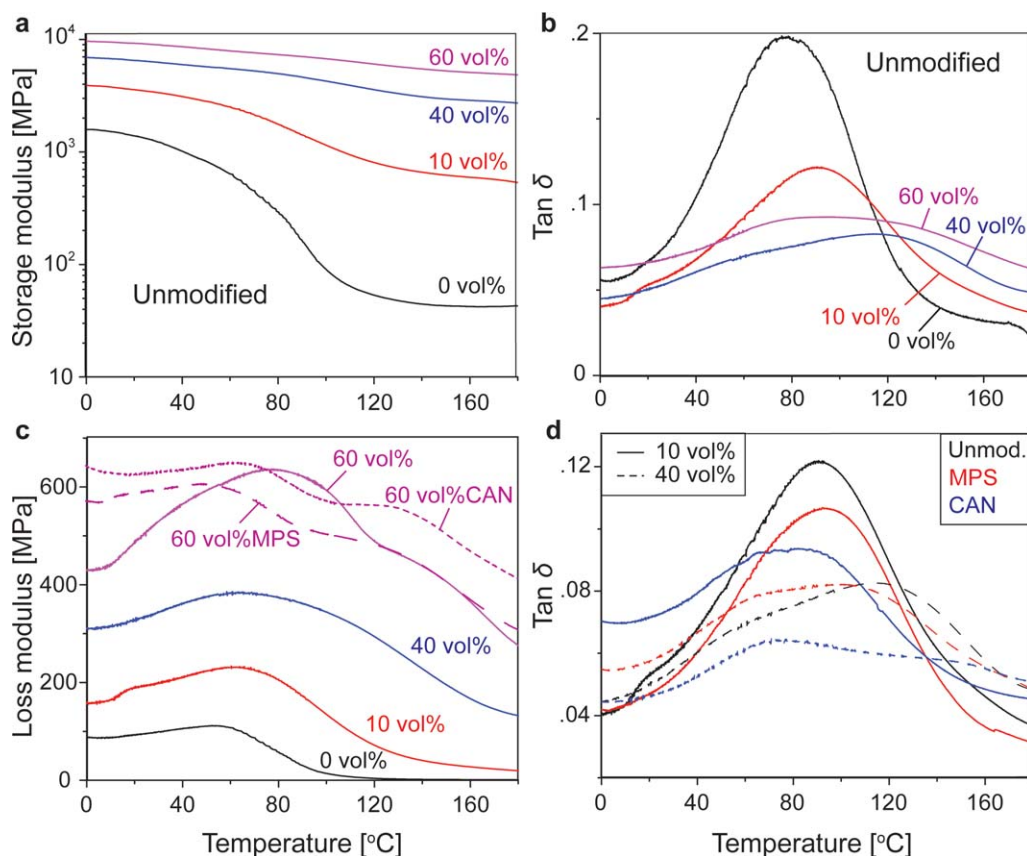 a
Storage modulus [MPa]
10⁴
10³
10²
10
60 vol%
40 vol%
10 vol%
0 vol%
Unmodified
0 40 80 120 160
b
Tan δ
.2
.1
0
Unmodified
60 vol%
40 vol%
10 vol%
0 vol%
0 40 80 120 160
c
Loss modulus [MPa]
600
400
200
0
60 vol%
60 vol%CAN
60 vol%MPS
40 vol%
10 vol%
0 vol%
0 40 80 120 160
Temperature [°C]
d
Tan δ
.12
.08
.04
10 vol%
40 vol%
Unmod.
MPS
CAN
0 40 80 120 160
Temperature [°C]